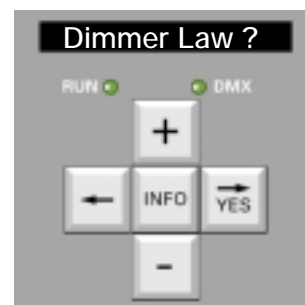 Dimmer Law ?
RUN DMX
+
INFO YES
-